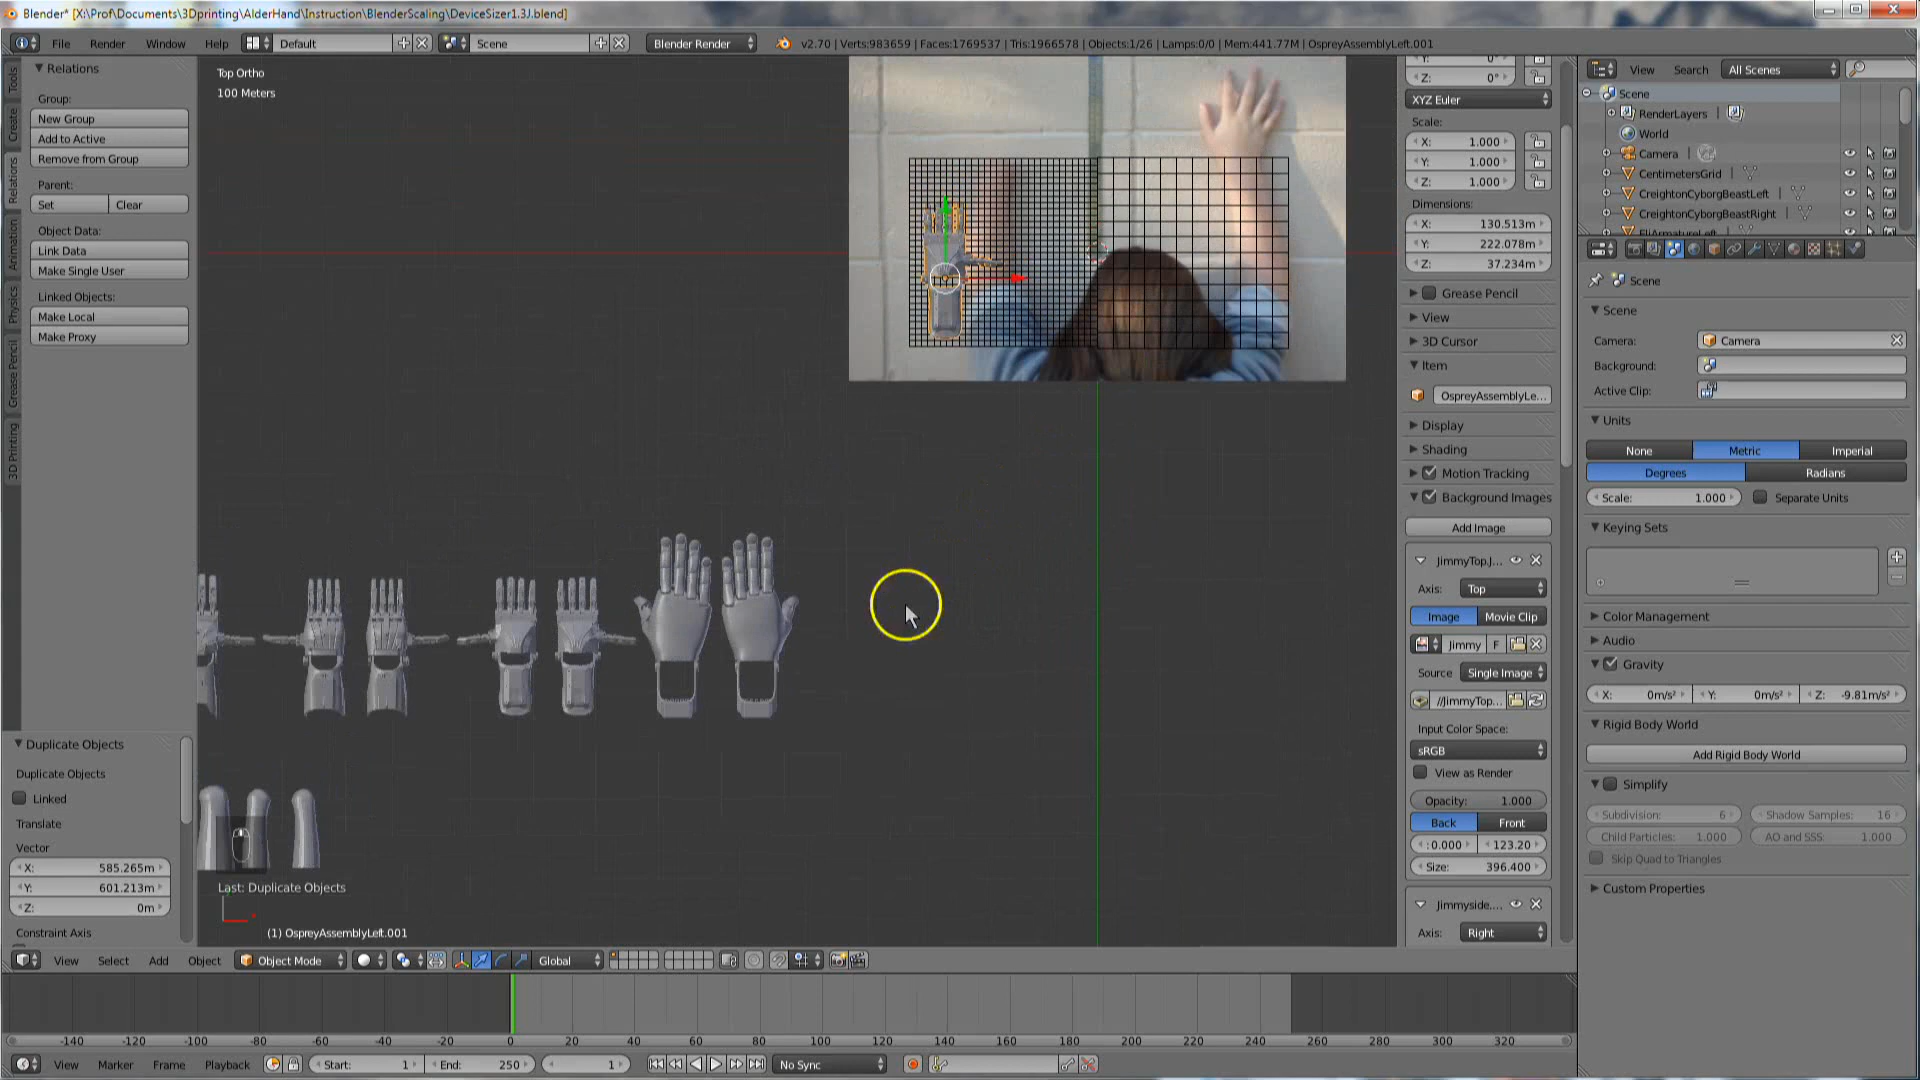 Blender* [X:\Prof\Documents\3Dprinting\AlderHand\Instruction\BlenderScaling\DeviceSizer1.3J.blend]
File Render Window Help Default Scene Blender Render v2.70 | Verts:983659 | Faces:1769537 | Tris:1966578 | Objects:1/26 | Lamps:0/0 | Mem:441.77M | OspreyAssemblyLeft.001
Tools
Create
Relations
Animation
Physics
Grease Pencil
3D Printing
Relations
Group:
New Group
Add to Active
Remove from Group
Parent:
Set Clear
Object Data:
Link Data
Make Single User
Linked Objects:
Make Local
Make Proxy
Duplicate Objects
Duplicate Objects
Linked
Translate
Vector
X: 585.265m
Y: 601.213m
Z: 0m
Constraint Axis
Top Ortho
100 Meters
Last: Duplicate Objects
(1) OspreyAssemblyLeft.001
Y: 0°
Z: 0°
XYZ Euler
Scale:
X: 1.000
Y: 1.000
Z: 1.000
Dimensions:
X: 130.513m
Y: 222.078m
Z: 37.234m
Grease Pencil
View
3D Cursor
Item
OspreyAssemblyLe...
Display
Shading
Motion Tracking
Background Images
Add Image
JimmyTop.J...
Axis: Top
Image Movie Clip
Jimmy F
Source Single Image
//JimmyTop...
Input Color Space:
sRGB
View as Render
Opacity: 1.000
Back Front
: 0.000 123.20
Size: 396.400
Jimmyside....
Axis: Right
View Search All Scenes
Scene
RenderLayers
World
Camera
CentimetersGrid
CreightonCyborgBeastLeft
CreightonCyborgBeastRight
EliArmatureLeft
Scene
Scene
Camera: Camera
Background:
Active Clip:
Units
None Metric Imperial
Degrees Radians
Scale: 1.000 Separate Units
Keying Sets
Color Management
Audio
Gravity
X: 0m/s² Y: 0m/s² Z: -9.81m/s²
Rigid Body World
Add Rigid Body World
Simplify
Subdivision: 6 Shadow Samples: 16
Child Particles: 1.000 AO and SSS: 1.000
Skip Quad to Triangles
Custom Properties
View Select Add Object Object Mode Global
-140 -120 -100 -80 -60 -40 -20 0 20 40 60 80 100 120 140 160 180 200 220 240 260 280 300 320
View Marker Frame Playback Start: 1 End: 250 1 No Sync